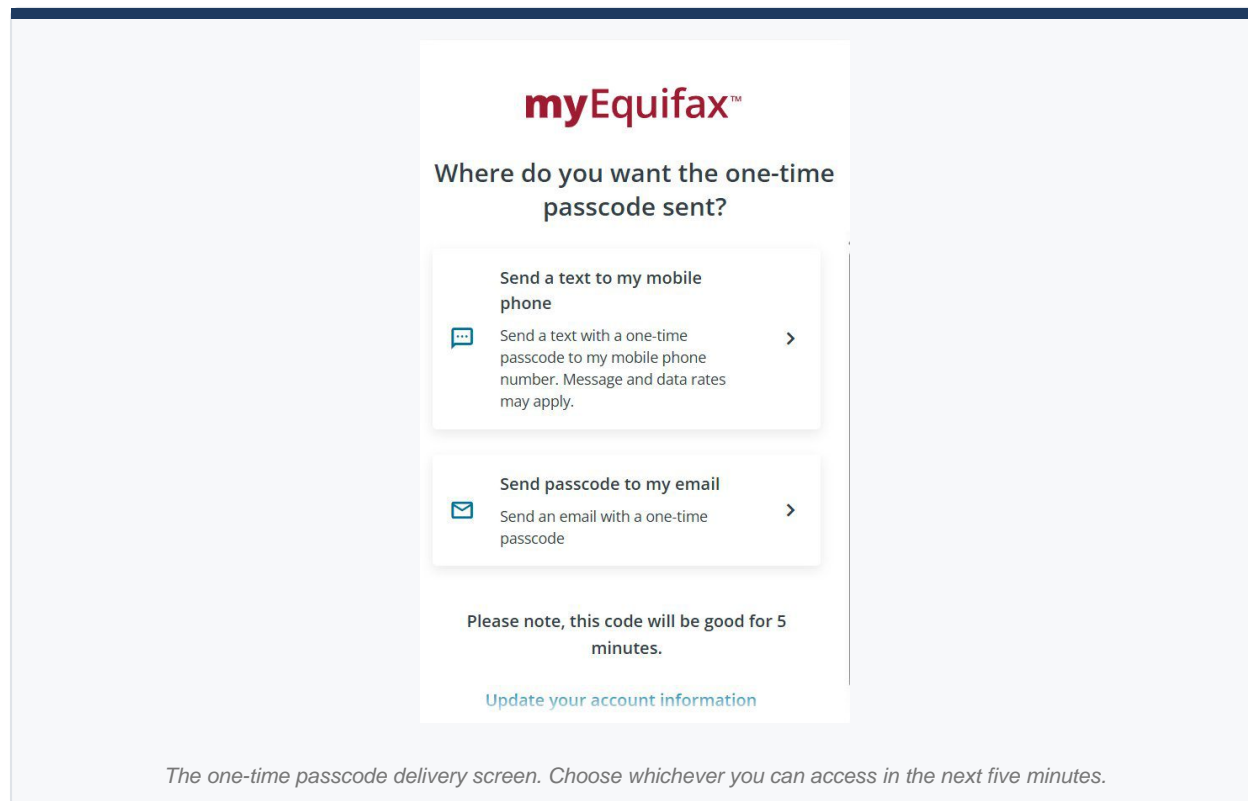 myEquifax™
Where do you want the one-time
passcode sent?
Send a text to my mobile
phone
Send a text with a one-time
passcode to my mobile phone
number. Message and data rates
may apply.
Send passcode to my email
Send an email with a one-time
passcode
Please note, this code will be good for 5
minutes.
Update your account information
The one-time passcode delivery screen. Choose whichever you can access in the next five minutes.